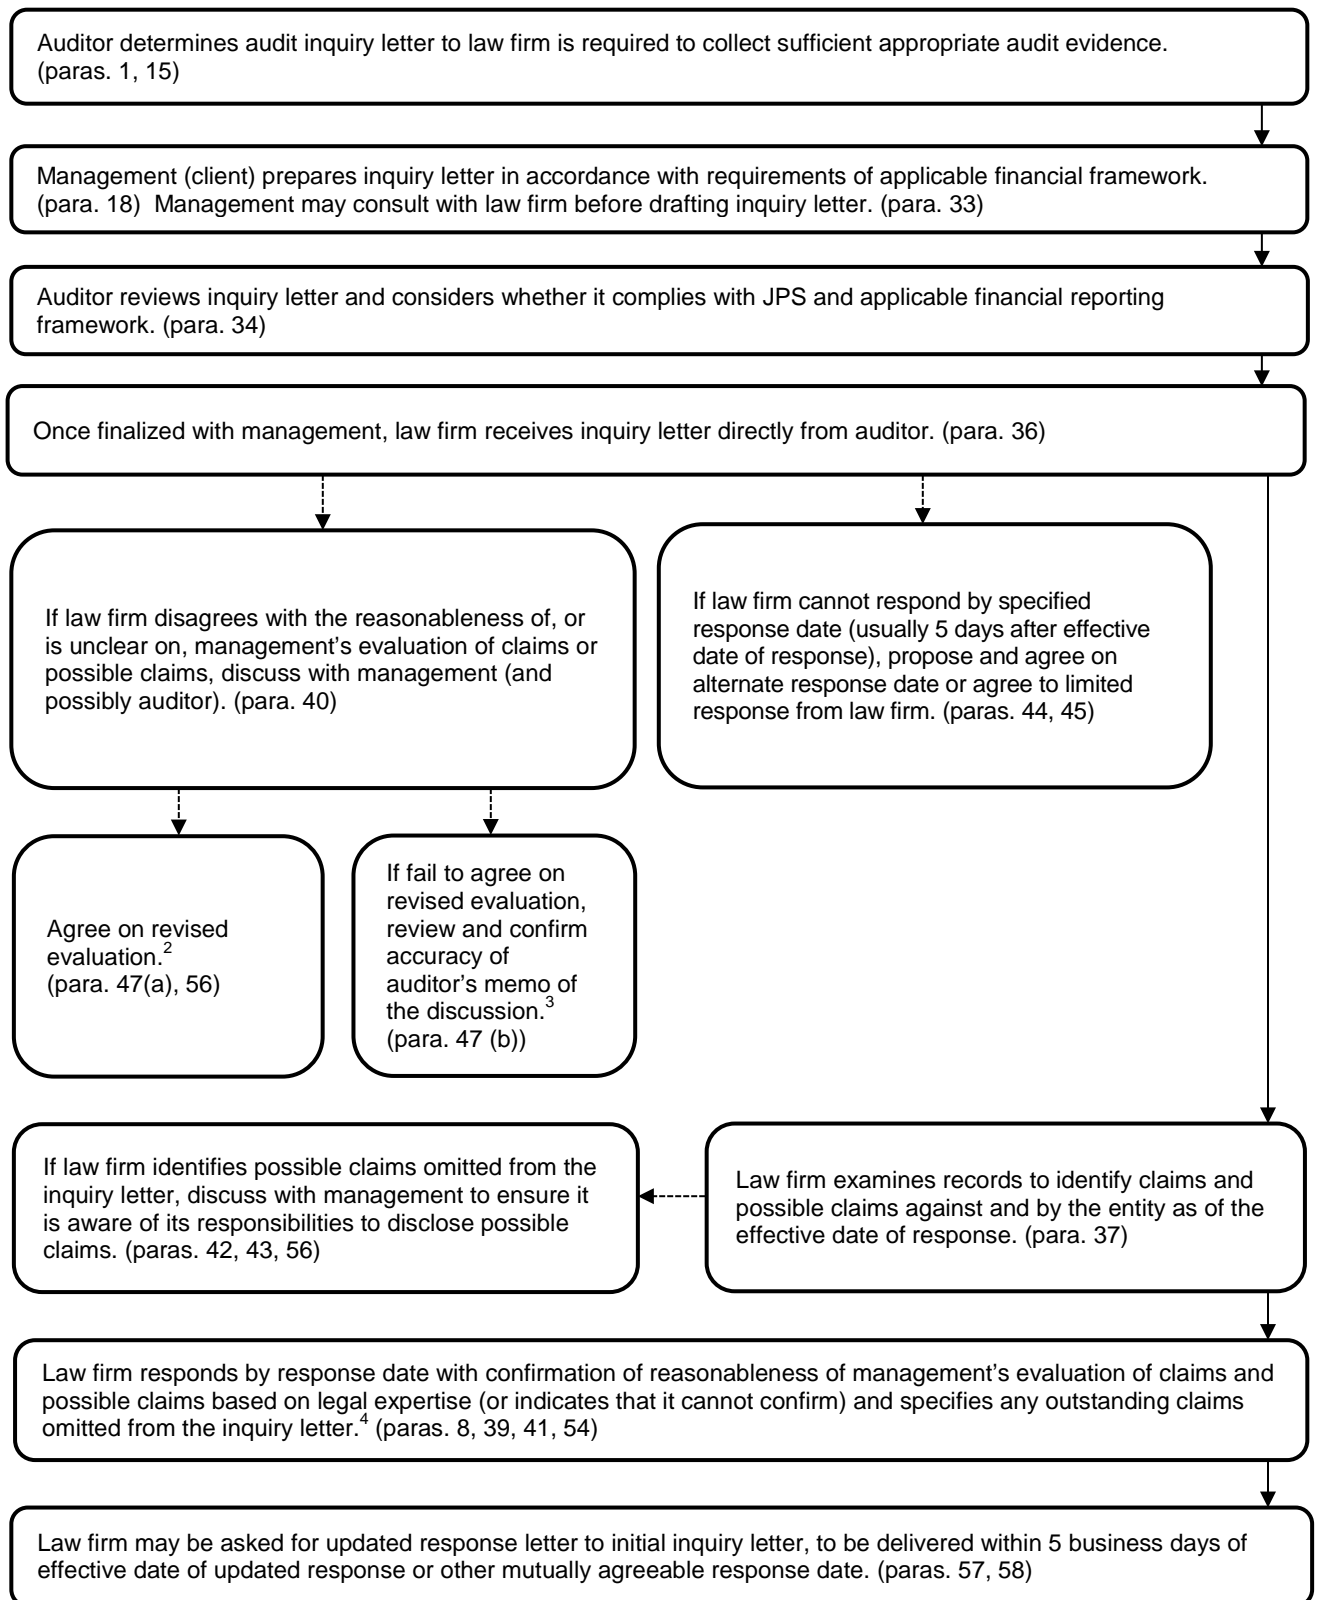 Auditor determines audit inquiry letter to law firm is required to collect sufficient appropriate audit evidence.
(paras. 1, 15)
Management (client) prepares inquiry letter in accordance with requirements of applicable financial framework.
(para. 18)  Management may consult with law firm before drafting inquiry letter. (para. 33)
Auditor reviews inquiry letter and considers whether it complies with JPS and applicable financial reporting
framework. (para. 34)
Once finalized with management, law firm receives inquiry letter directly from auditor. (para. 36)
If law firm disagrees with the reasonableness of, or
is unclear on, management’s evaluation of claims or
possible claims, discuss with management (and
possibly auditor). (para. 40)
If law firm cannot respond by specified
response date (usually 5 days after effective
date of response), propose and agree on
alternate response date or agree to limited
response from law firm. (paras. 44, 45)
Agree on revised
evaluation.2
(para. 47(a), 56)
If fail to agree on
revised evaluation,
review and confirm
accuracy of
auditor’s memo of
the discussion.3
(para. 47 (b))
If law firm identifies possible claims omitted from the
inquiry letter, discuss with management to ensure it
is aware of its responsibilities to disclose possible
claims. (paras. 42, 43, 56)
Law firm examines records to identify claims and
possible claims against and by the entity as of the
effective date of response. (para. 37)
Law firm responds by response date with confirmation of reasonableness of management’s evaluation of claims and
possible claims based on legal expertise (or indicates that it cannot confirm) and specifies any outstanding claims
omitted from the inquiry letter.4 (paras. 8, 39, 41, 54)
Law firm may be asked for updated response letter to initial inquiry letter, to be delivered within 5 business days of
effective date of updated response or other mutually agreeable response date. (paras. 57, 58)